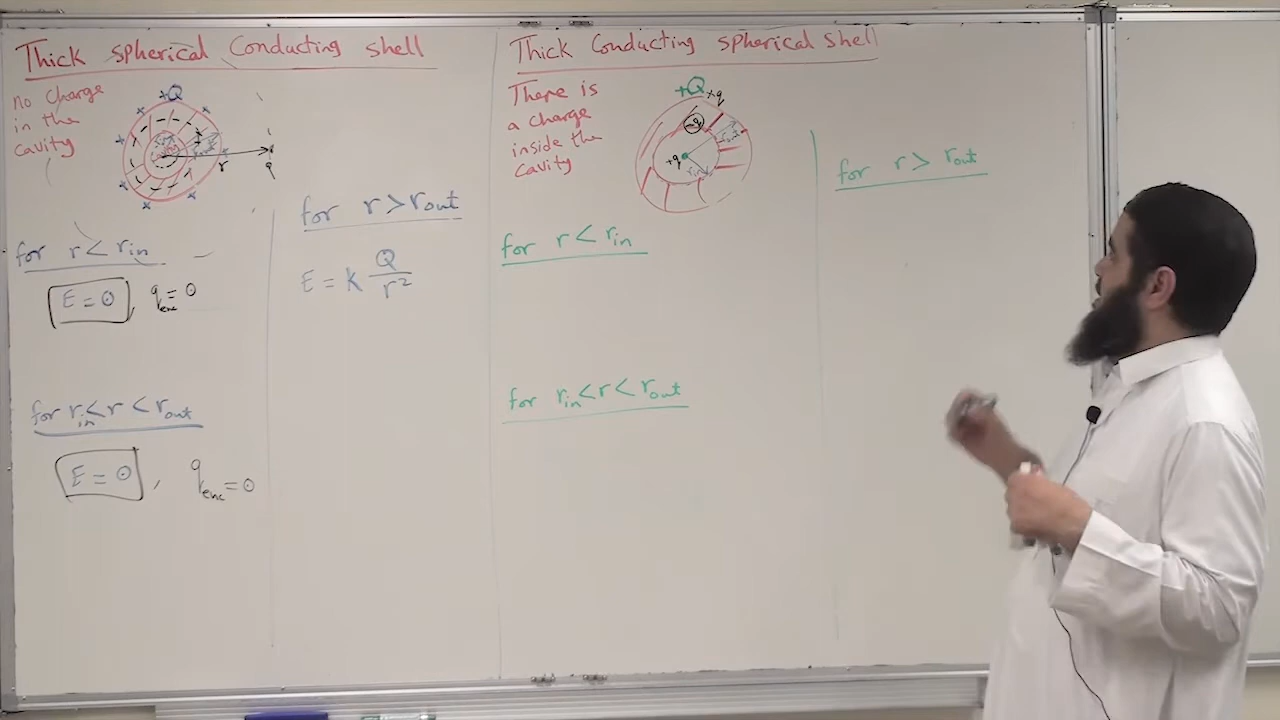 Thick spherical Conducting shell
no Charge
in the
cavity
+Q
r
for r < rin
E = 0, qenc = 0
for rin < r < rout
E = 0, qenc = 0
for r > rout
E = k Q/r²
Thick Conducting spherical shell
There is
a charge
inside the
cavity
+Q +q
-q
+q
rin
for r < rin
for rin < r < rout
for r > rout